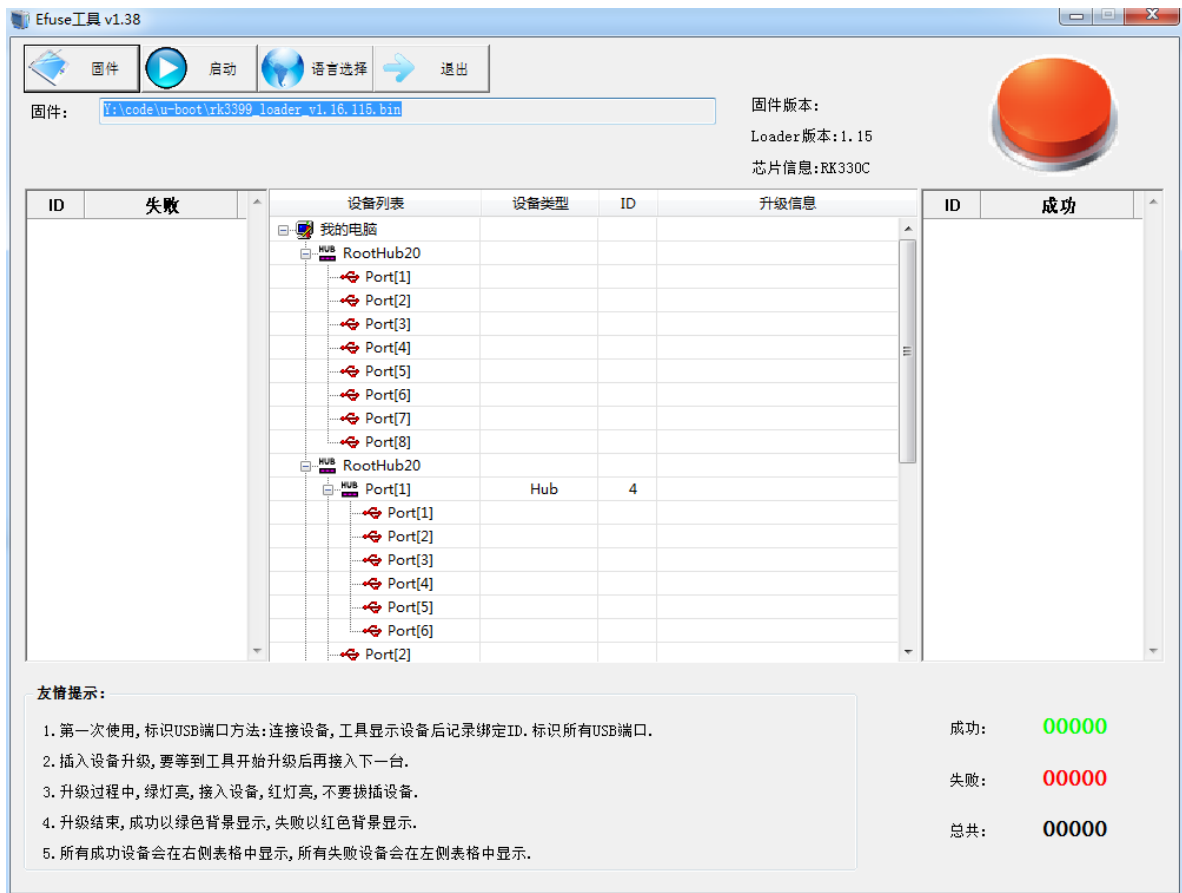 Efuse工具 v1.38
固件 启动 语言选择 退出
固件: Y:\code\u-boot\rk3399_loader_v1.16.115.bin
固件版本:
Loader版本:1.15
芯片信息:RK330C
ID 失败 设备列表 设备类型 ID 升级信息 ID 成功
我的电脑
HUB RootHub20
Port[1]
Port[2]
Port[3]
Port[4]
Port[5]
Port[6]
Port[7]
Port[8]
HUB RootHub20
HUB Port[1] Hub 4
Port[1]
Port[2]
Port[3]
Port[4]
Port[5]
Port[6]
Port[2]
友情提示:
1.第一次使用,标识USB端口方法:连接设备,工具显示设备后记录绑定ID.标识所有USB端口.
2.插入设备升级,要等到工具开始升级后再接入下一台.
3.升级过程中,绿灯亮,接入设备,红灯亮,不要拔插设备.
4.升级结束,成功以绿色背景显示,失败以红色背景显示.
5.所有成功设备会在右侧表格中显示,所有失败设备会在左侧表格中显示.
成功: 00000
失败: 00000
总共: 00000